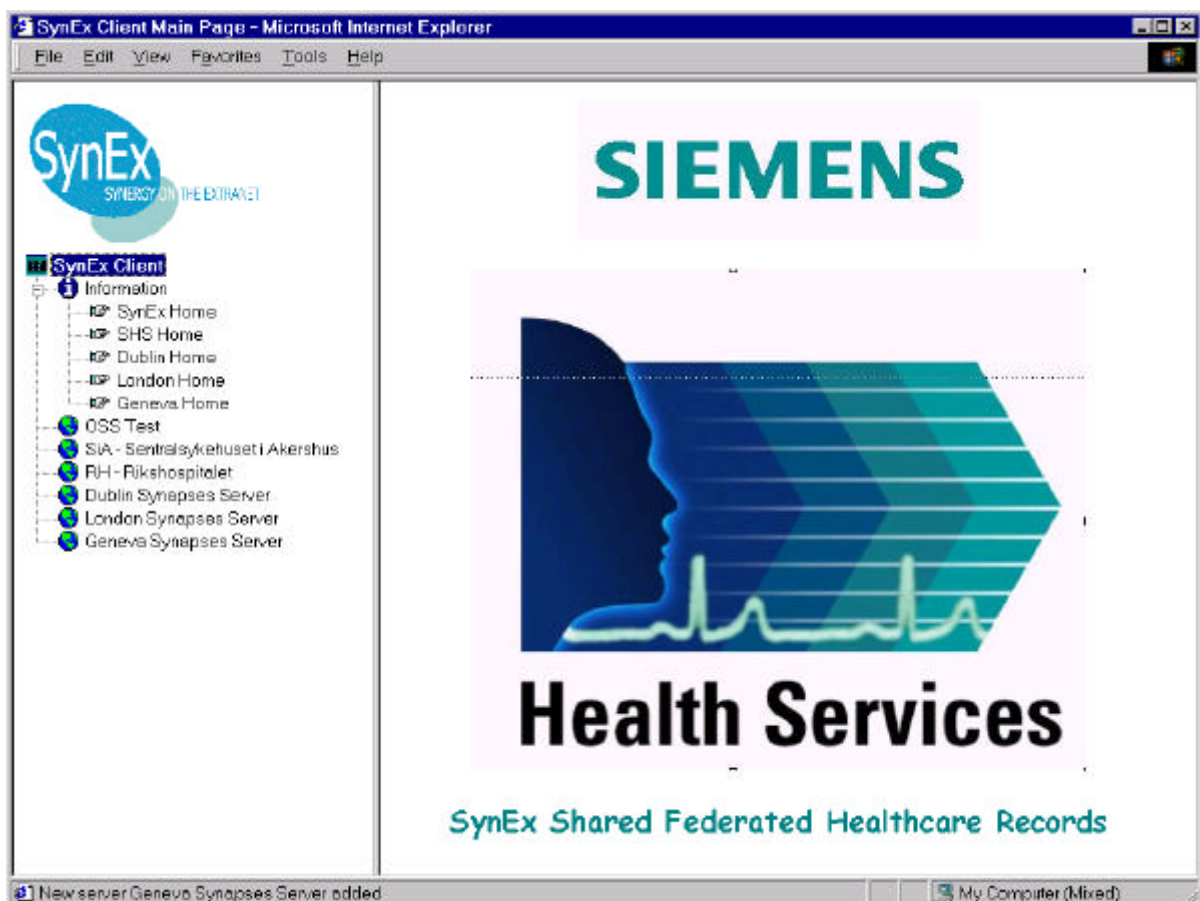 SynEx Client Main Page - Microsoft Internet Explorer
File Edit View Favorites Tools Help
SynEx
SYNERGY ON THE EXTRANET
SynEx Client
Information
SynEx Home
SHS Home
Dublin Home
London Home
Geneva Home
OSS Test
SiA - Sentralsykehuset i Akershus
RH - Rikshospitalet
Dublin Synapses Server
London Synapses Server
Geneva Synapses Server
SIEMENS
Health Services
SynEx Shared Federated Healthcare Records
New server Geneva Synapses Server added
My Computer (Mixed)